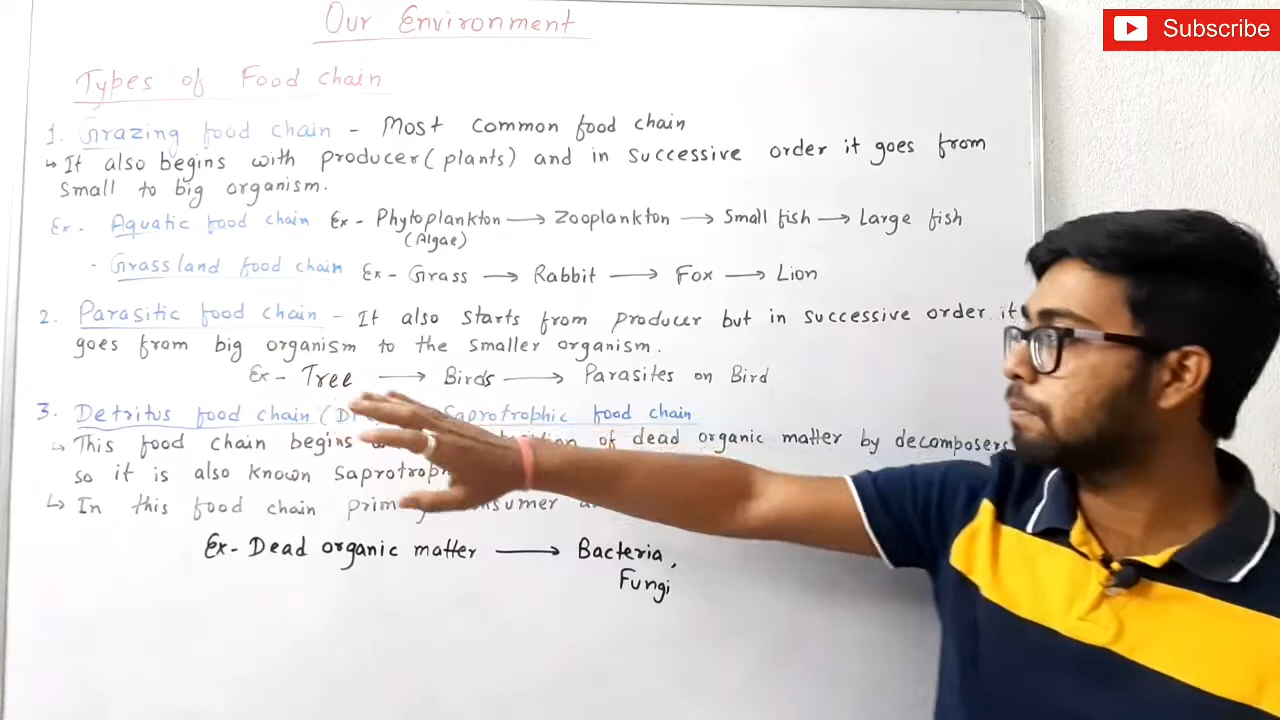 Our Environment
Subscribe
Types of Food chain
1. Grazing food chain - Most common food chain
↳ It also begins with producer (plants) and in successive order it goes from
small to big organism.
Ex - Aquatic food chain Ex - Phytoplankton → Zooplankton → Small fish → Large fish
(Algae)
- Grassland food chain Ex - Grass → Rabbit → Fox → Lion
2. Parasitic food chain - It also starts from producer but in successive order it
goes from big organism to the smaller organism.
Ex - Tree → Birds → Parasites on Bird
3. Detritus food chain ( Saprotrophic food chain
↳ This food chain begins of dead organic matter by decomposers
so it is also known
↳ In this food chain
Ex - Dead organic matter → Bacteria,
Fungi